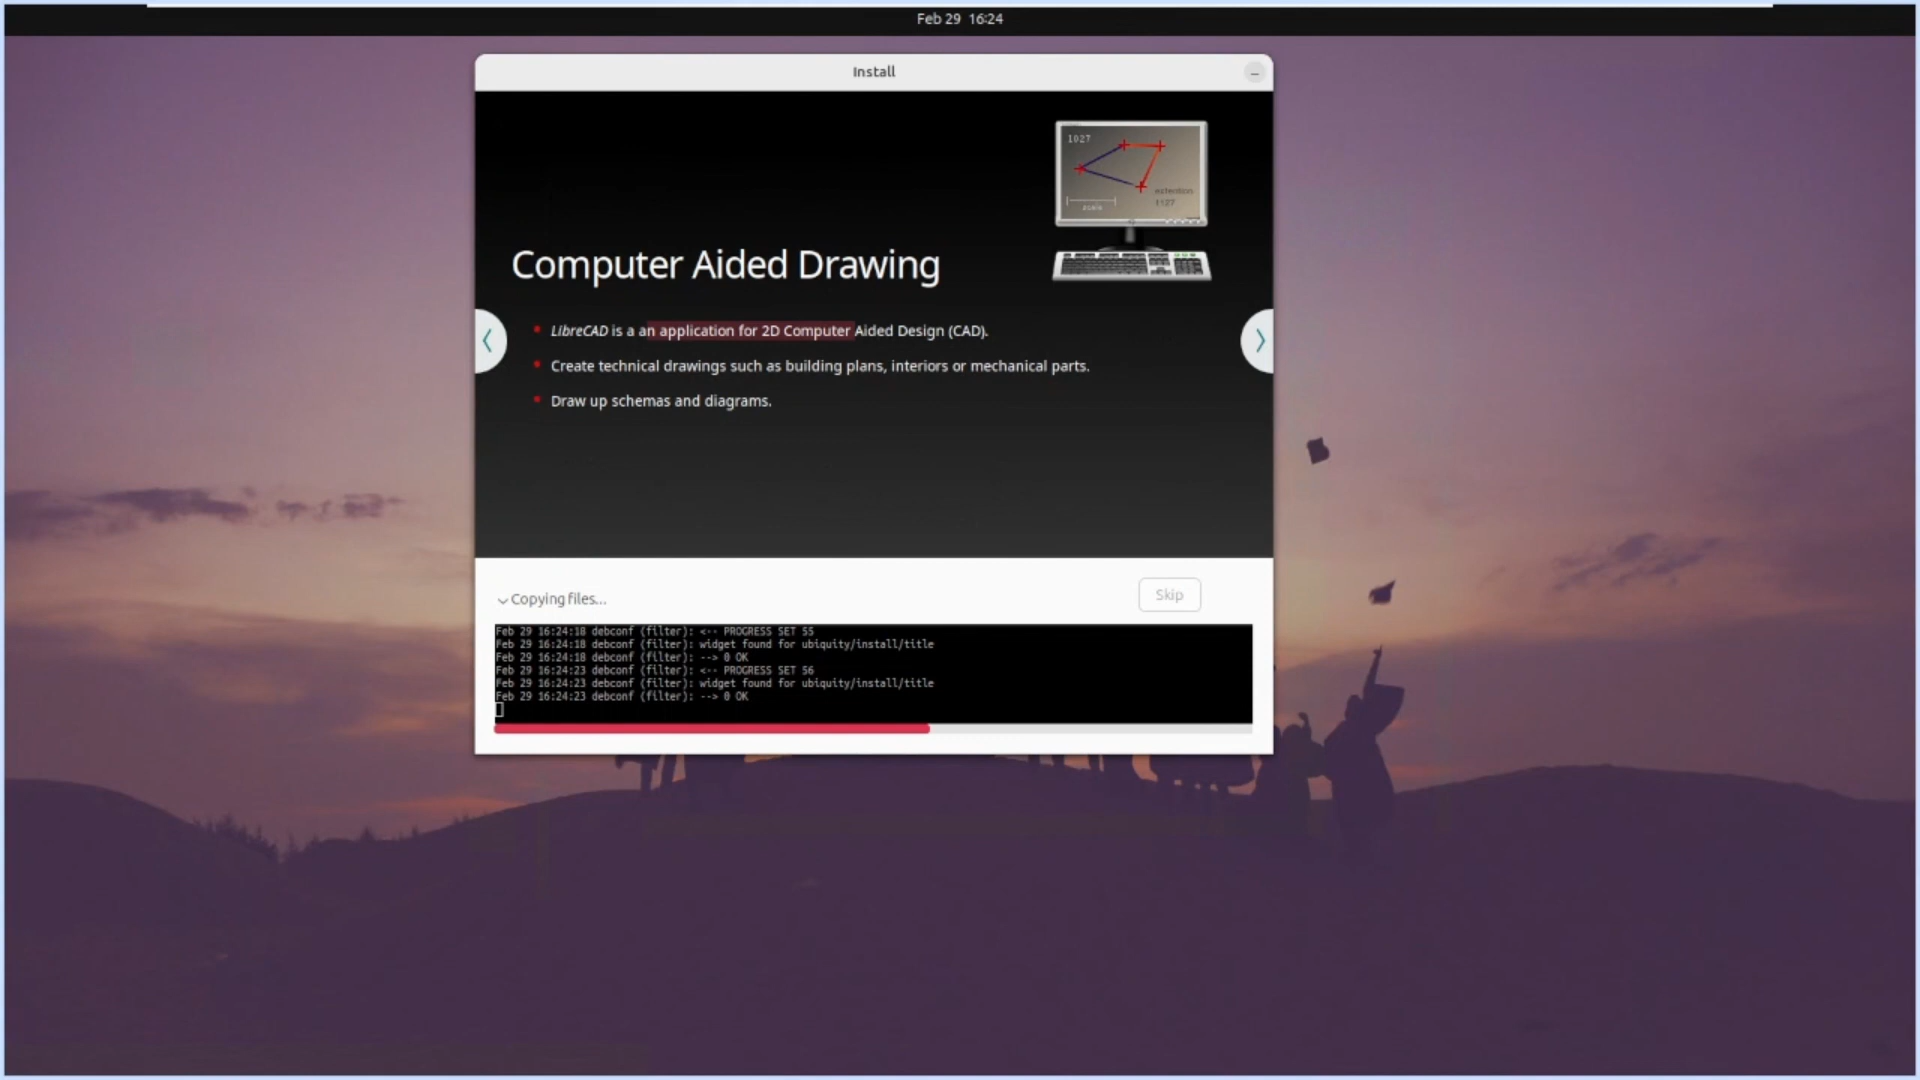 Feb 29 16:24
Install
1027
extention
1127
scale
Computer Aided Drawing
LibreCAD is a an application for 2D Computer Aided Design (CAD).
Create technical drawings such as building plans, interiors or mechanical parts.
Draw up schemas and diagrams.
Copying files...
Skip
Feb 29 16:24:18 debconf (filter): <-- PROGRESS SET 55
Feb 29 16:24:18 debconf (filter): widget found for ubiquity/install/title
Feb 29 16:24:18 debconf (filter): --> 0 OK
Feb 29 16:24:23 debconf (filter): <-- PROGRESS SET 56
Feb 29 16:24:23 debconf (filter): widget found for ubiquity/install/title
Feb 29 16:24:23 debconf (filter): --> 0 OK